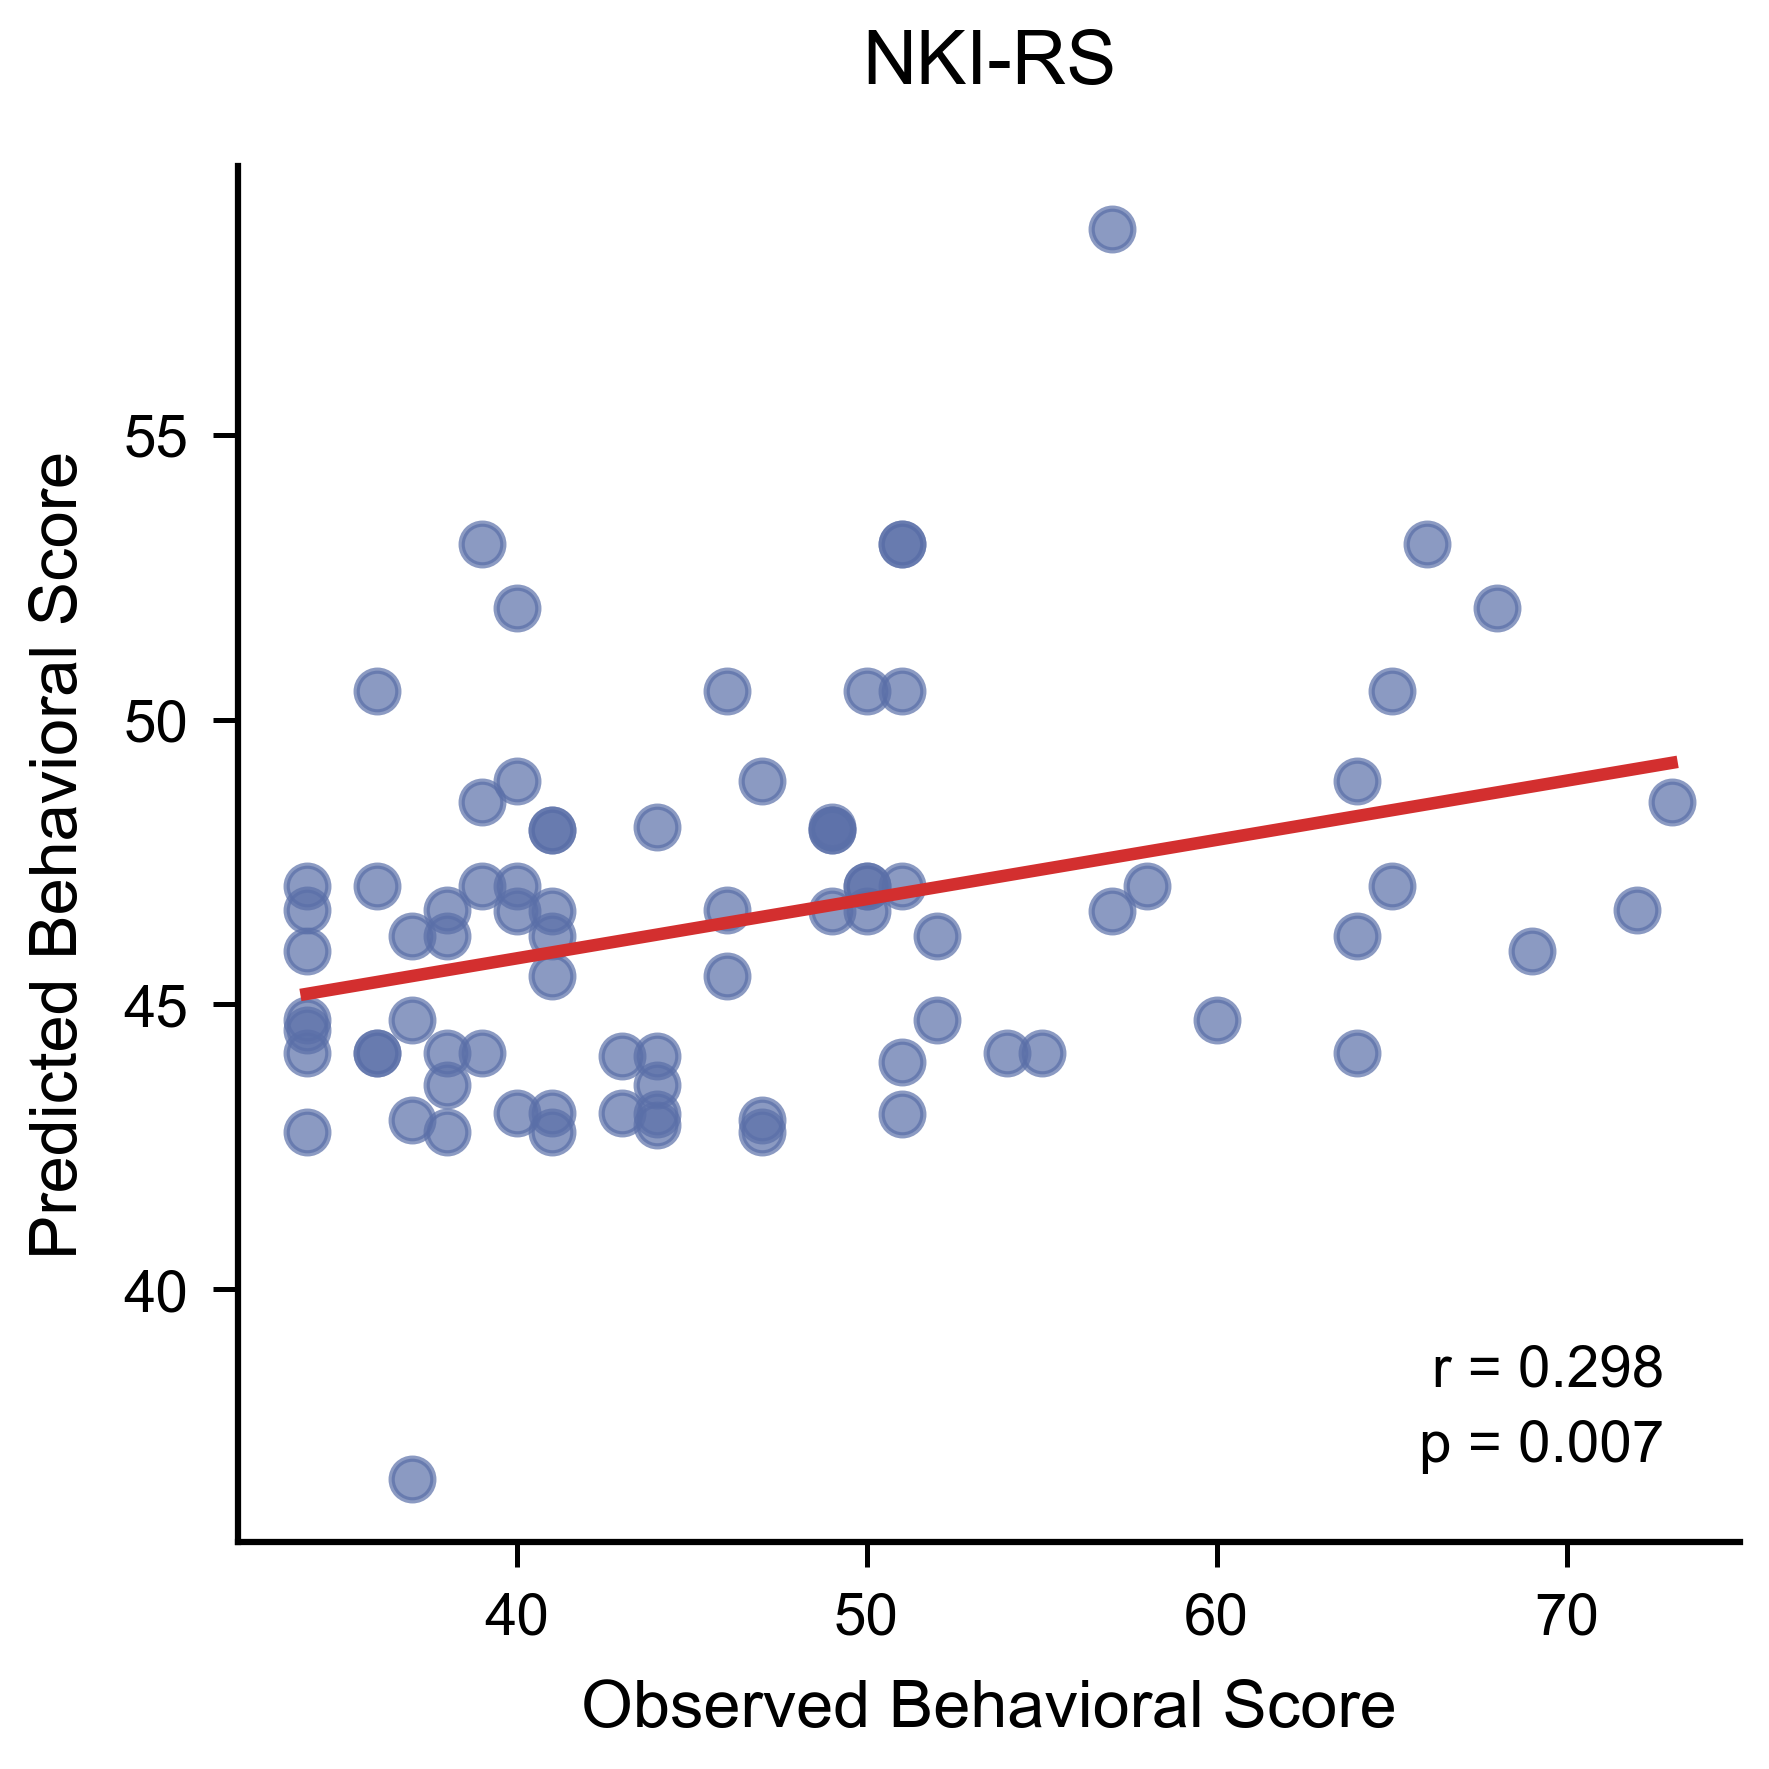 NKI-RS
Predicted Behavioral Score
55
50
45
40
r = 0.298
p = 0.007
40 50 60 70
Observed Behavioral Score